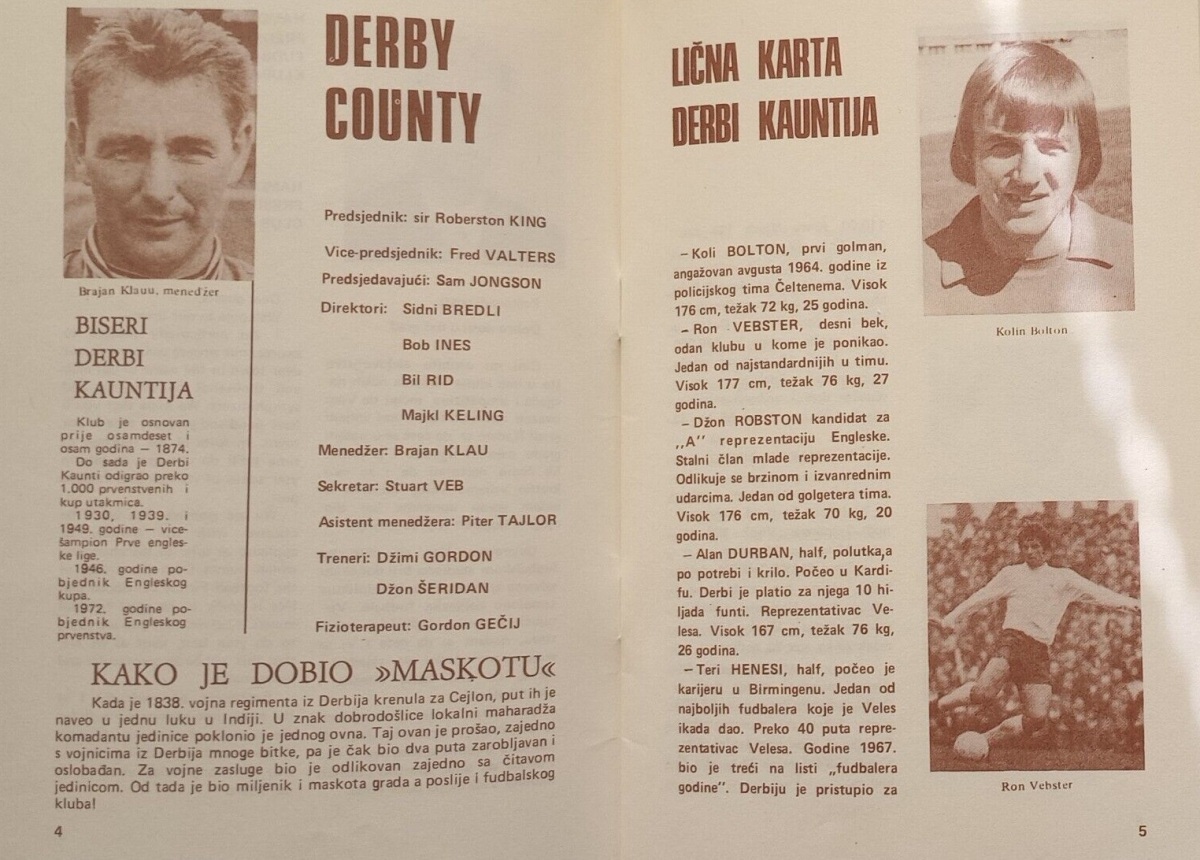 DERBY
COUNTY
Brajan Klauu, menedžer
BISERI
DERBI
KAUNTIJA
Klub je osnovan
prije osamdeset i
osam godina — 1874.
Do sada je Derbi
Kaunti odigrao preko
1.000 prvenstvenih i
kup utakmica.
1930, 1939. i
1949. godine — vice-
šampion Prve engles-
ke lige.
1946. godine po-
bjednik Engleskog
kupa.
1972. godine po-
bjednik Engleskog
prvenstva.
Predsjednik: sir Roberston KING
Vice-predsjednik: Fred VALTERS
Predsjedavajući: Sam JONGSON
Direktori: Sidni BREDLI
Bob INES
Bil RID
Majkl KELING
Menedžer: Brajan KLAU
Sekretar: Stuart VEB
Asistent menedžera: Piter TAJLOR
Treneri: Džimi GORDON
Džon ŠERIDAN
Fizioterapeut: Gordon GEČIJ
KAKO JE DOBIO »MASKOTU«
Kada je 1838. vojna regimenta iz Derbija krenula za Cejlon, put ih je
naveo u jednu luku u Indiji. U znak dobrodošlice lokalni maharadža
komadantu jedinice poklonio je jednog ovna. Taj ovan je prošao, zajedno
s vojnicima iz Derbija mnoge bitke, pa je čak bio dva puta zarobljavan i
oslobađan. Za vojne zasluge bio je odlikovan zajedno sa čitavom
jedinicom. Od tada je bio miljenik i maskota grada a poslije i fudbalskog
kluba!
4
LIČNA KARTA
DERBI KAUNTIJA
— Koli BOLTON, prvi golman,
angažovan avgusta 1964. godine iz
policijskog tima Čeltenema. Visok
176 cm, težak 72 kg, 25 godina.
— Ron VEBSTER, desni bek,
odan klubu u kome je ponikao.
Jedan od najstandardnijih u timu.
Visok 177 cm, težak 76 kg, 27
godina.
— Džon ROBSTON kandidat za
„A" reprezentaciju Engleske.
Stalni član mlade reprezentacije.
Odlikuje se brzinom i izvanrednim
udarcima. Jedan od golgetera tima.
Visok 176 cm, težak 70 kg, 20
godina.
— Alan DURBAN, half, polutka,a
po potrebi i krilo. Počeo u Kardi-
fu. Derbi je platio za njega 10 hi-
ljada funti. Reprezentativac Ve-
lesa. Visok 167 cm, težak 76 kg,
26 godina.
— Teri HENESI, half, počeo je
karijeru u Birmingenu. Jedan od
najboljih fudbalera koje je Veles
ikada dao. Preko 40 puta repre-
zentativac Velesa. Godine 1967.
bio je treći na listi „fudbalera
godine". Derbiju je pristupio za
Kolin Bolton
Ron Vebster
5